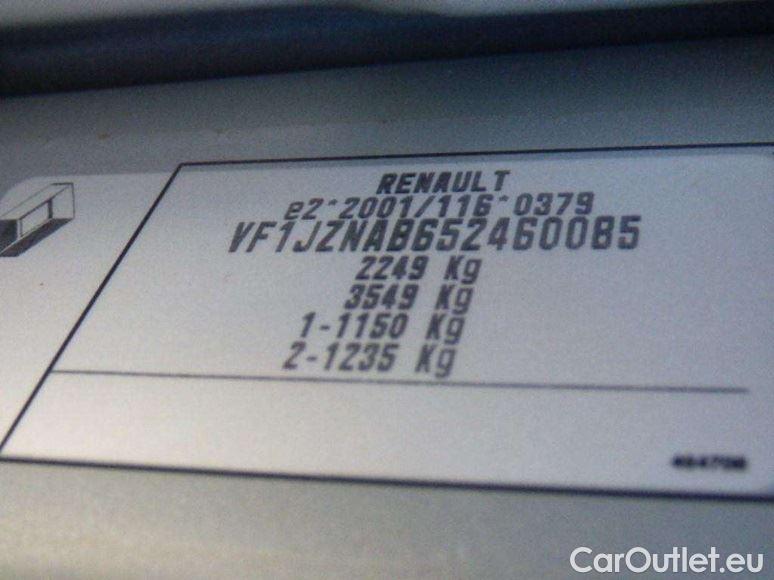 RENAULT
e2*2001/116*0379
VF1JZNAB652460085
2249 Kg
3549 Kg
1-1150 Kg
2-1235 Kg
CarOutlet.eu